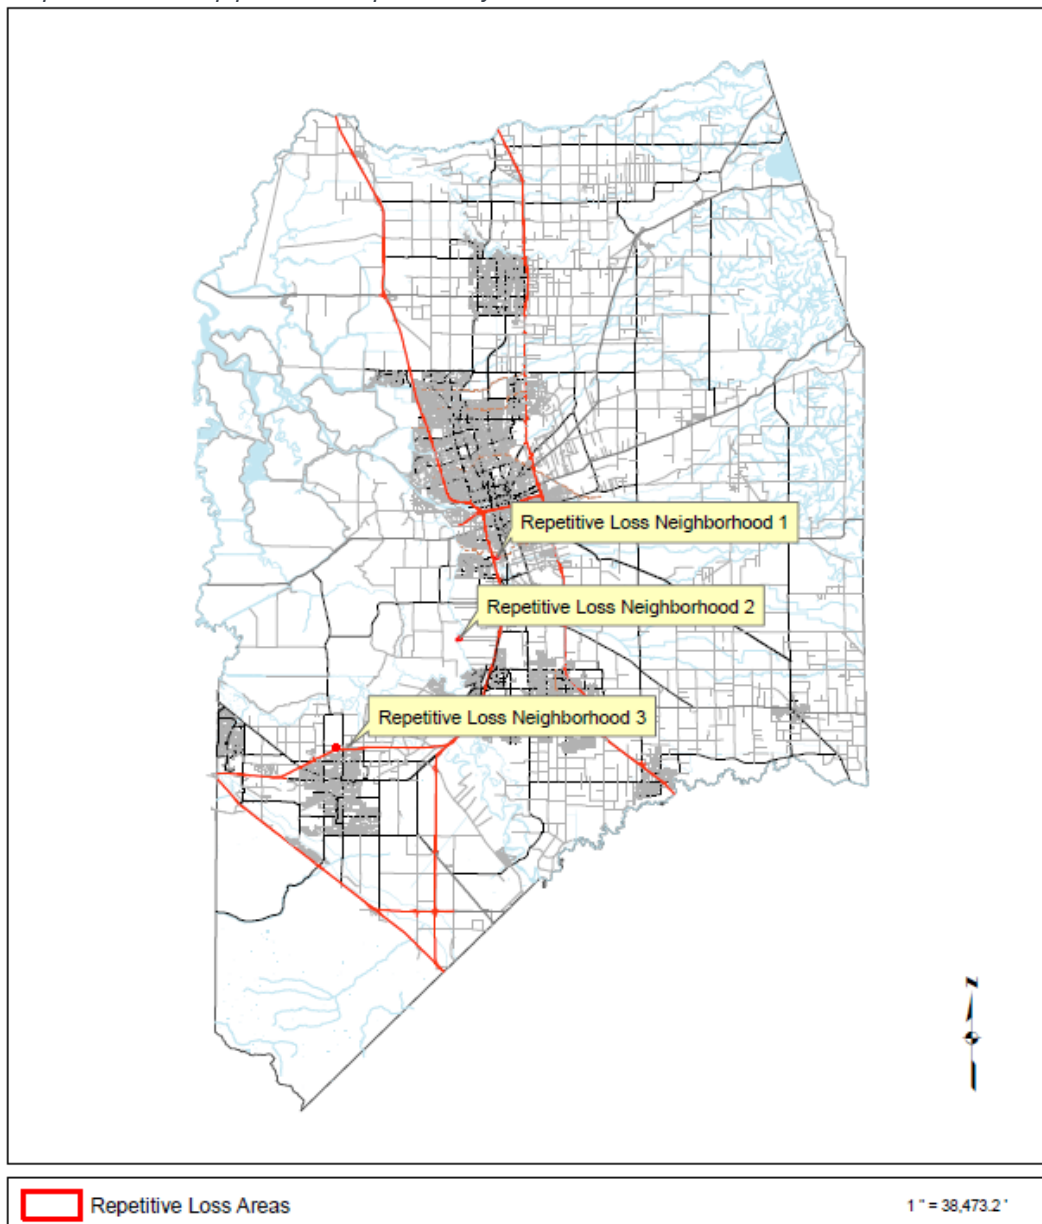 Repetitive Loss Neighborhood 1
Repetitive Loss Neighborhood 2
Repetitive Loss Neighborhood 3
N
Repetitive Loss Areas
1 " = 38,473.2 '